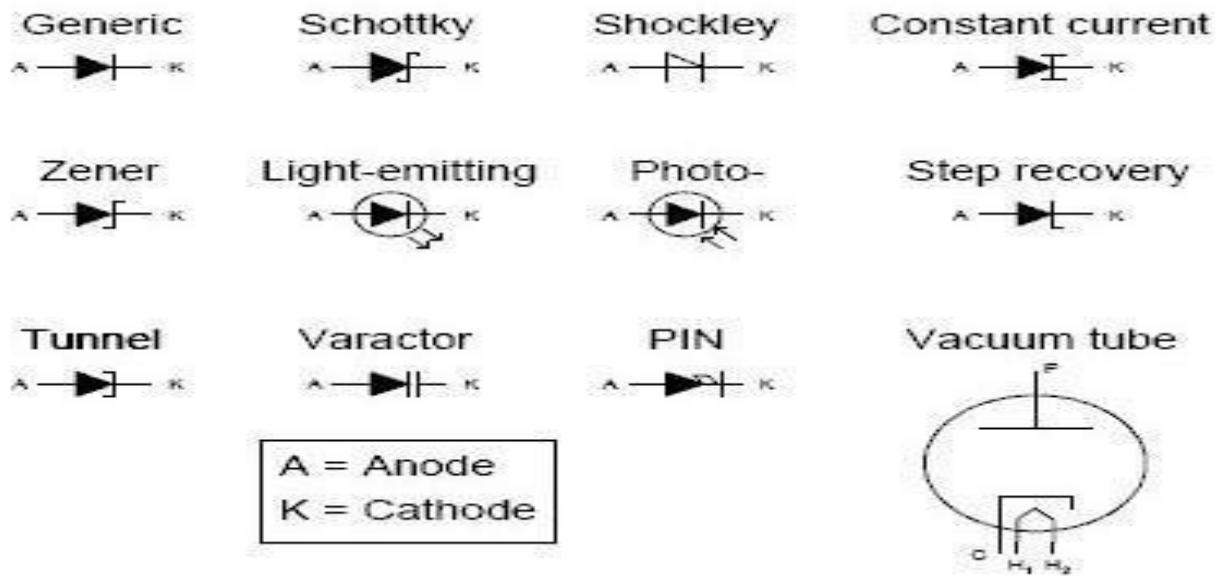 Generic Schottky Shockley Constant current
A K A K A K A K
Zener Light-emitting Photo- Step recovery
A K A K A K A K
Tunnel Varactor PIN Vacuum tube
P
A K A K A K
A = Anode
K = Cathode
C H₁ H₂